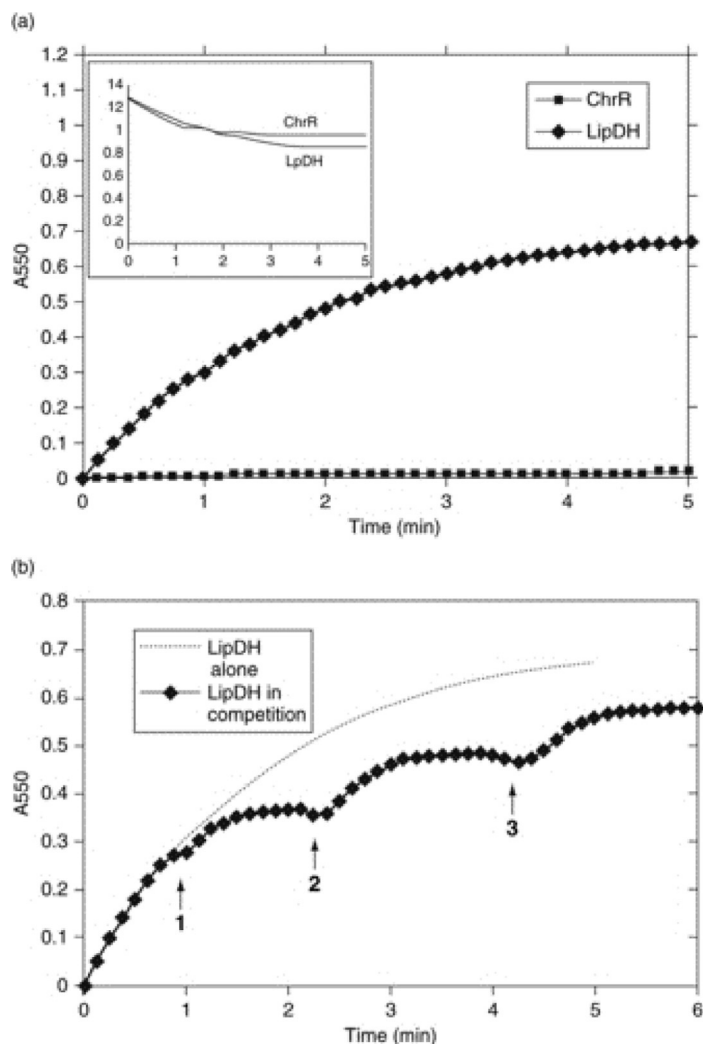 (a)
1.2
1.1
1
0.9
0.8
0.7
0.6
0.5
0.4
0.3
0.2
0.1
0
A550
0 1 2 3 4 5
Time (min)
14
12
1
0.8
0.6
0.4
0.2
0
0 1 2 3 4 5
ChrR
LpDH
ChrR
LipDH
(b)
0.8
0.7
0.6
0.5
0.4
0.3
0.2
0.1
0
A550
0 1 2 3 4 5 6
Time (min)
LipDH
alone
LipDH in
competition
1
2
3